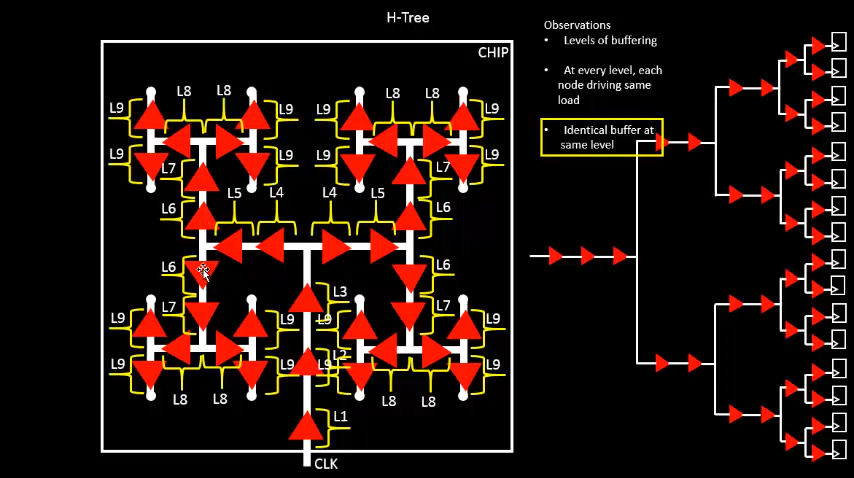 H-Tree
Observations
• Levels of buffering
• At every level, each
node driving same
load
• Identical buffer at
same level
CHIP
L8 L8 L8 L8
L9 L9 L9 L9
L9 L9 L9 L9
L7 L7
L5 L4 L4 L5
L6 L6
L6 L6
L3
L7 L7
L9 L9 L9 L9
L2
L9 L9 L9 L9
L8 L8 L8 L8
L1
CLK